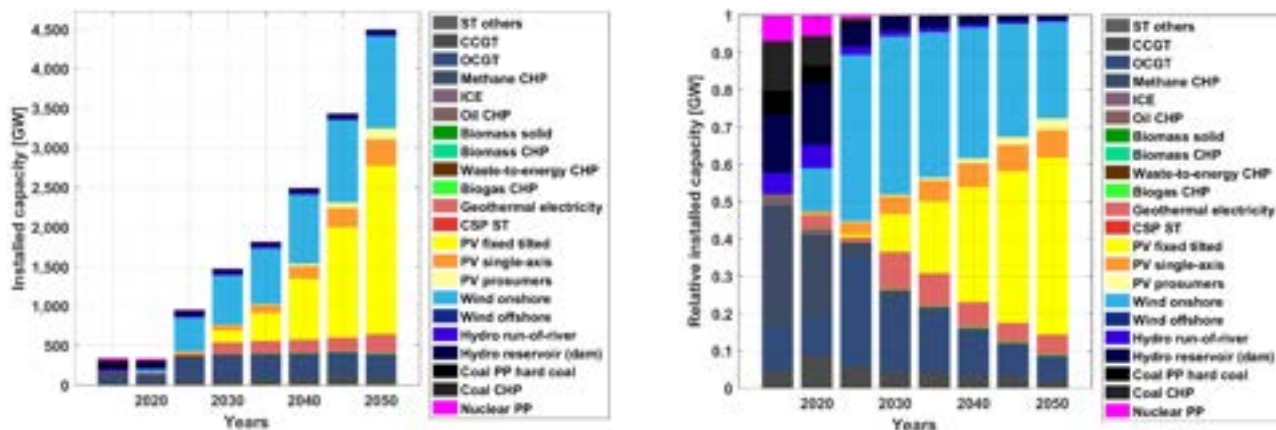 Installed capacity [GW]
4,500
4,000
3,500
3,000
2,500
2,000
1,500
1,000
500
0
2020
2030
2040
2050
Years
ST others
CCGT
OCGT
Methane CHP
ICE
Oil CHP
Biomass solid
Biomass CHP
Waste-to-energy CHP
Biogas CHP
Geothermal electricity
CSP ST
PV fixed tilted
PV single-axis
PV prosumers
Wind onshore
Wind offshore
Hydro run-of-river
Hydro reservoir (dam)
Coal PP hard coal
Coal CHP
Nuclear PP
Relative installed capacity [GW]
1
0.9
0.8
0.7
0.6
0.5
0.4
0.3
0.2
0.1
0
2020
2030
2040
2050
Years
ST others
CCGT
OCGT
Methane CHP
ICE
Oil CHP
Biomass solid
Biomass CHP
Waste-to-energy CHP
Biogas CHP
Geothermal electricity
CSP ST
PV fixed tilted
PV single-axis
PV prosumers
Wind onshore
Wind offshore
Hydro run-of-river
Hydro reservoir (dam)
Coal PP hard coal
Coal CHP
Nuclear PP